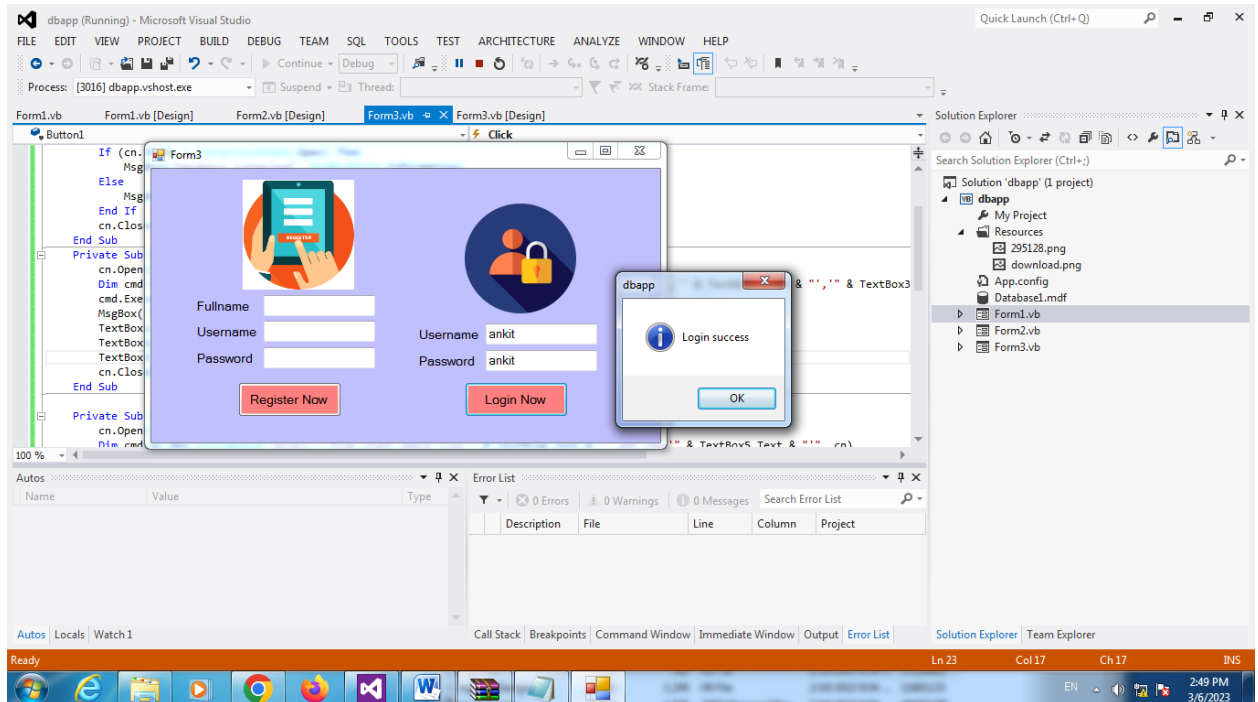 dbapp (Running) - Microsoft Visual Studio
Quick Launch (Ctrl+Q)
FILE EDIT VIEW PROJECT BUILD DEBUG TEAM SQL TOOLS TEST ARCHITECTURE ANALYZE WINDOW HELP
Continue Debug
Process: [3016] dbapp.vshost.exe Suspend Thread: Stack Frame:
Form1.vb Form1.vb [Design] Form2.vb [Design] Form3.vb Form3.vb [Design]
Button1 Click
If (cn.
Msg
Else
Msg
End If
cn.Clos
End Sub
Private Sub
cn.Open
Dim cmd & "','" & TextBox3
cmd.Exe
MsgBox(
TextBox
TextBox
TextBox
cn.Clos
End Sub
Private Sub
cn.Open
Dim cmd '" & TextBox5.Text & "'", cn)
100 %
Form3
REGISTER
Fullname
Username
Password
Register Now
Username ankit
Password ankit
Login Now
dbapp
Login success
OK
Solution Explorer
Search Solution Explorer (Ctrl+;)
Solution 'dbapp' (1 project)
VB dbapp
My Project
Resources
295128.png
download.png
App.config
Database1.mdf
Form1.vb
Form2.vb
Form3.vb
Autos
Name Value Type
Error List
0 Errors 0 Warnings 0 Messages Search Error List
Description File Line Column Project
Autos Locals Watch 1
Call Stack Breakpoints Command Window Immediate Window Output Error List
Solution Explorer Team Explorer
Ready Ln 23 Col 17 Ch 17 INS
EN 2:49 PM
3/6/2023